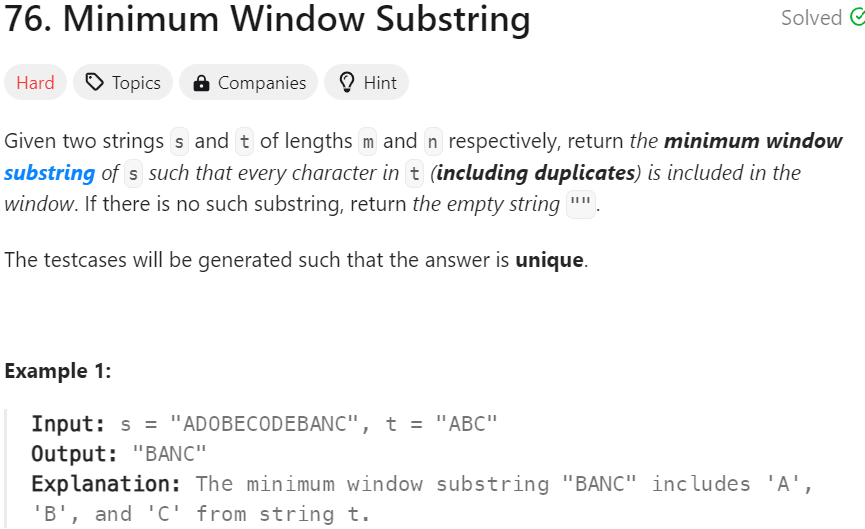 76. Minimum Window Substring
Solved
Hard Topics Companies Hint
Given two strings s and t of lengths m and n respectively, return the minimum window
substring of s such that every character in t (including duplicates) is included in the
window. If there is no such substring, return the empty string "".
The testcases will be generated such that the answer is unique.
Example 1:
Input: s = "ADOBECODEBANC", t = "ABC"
Output: "BANC"
Explanation: The minimum window substring "BANC" includes 'A',
'B', and 'C' from string t.